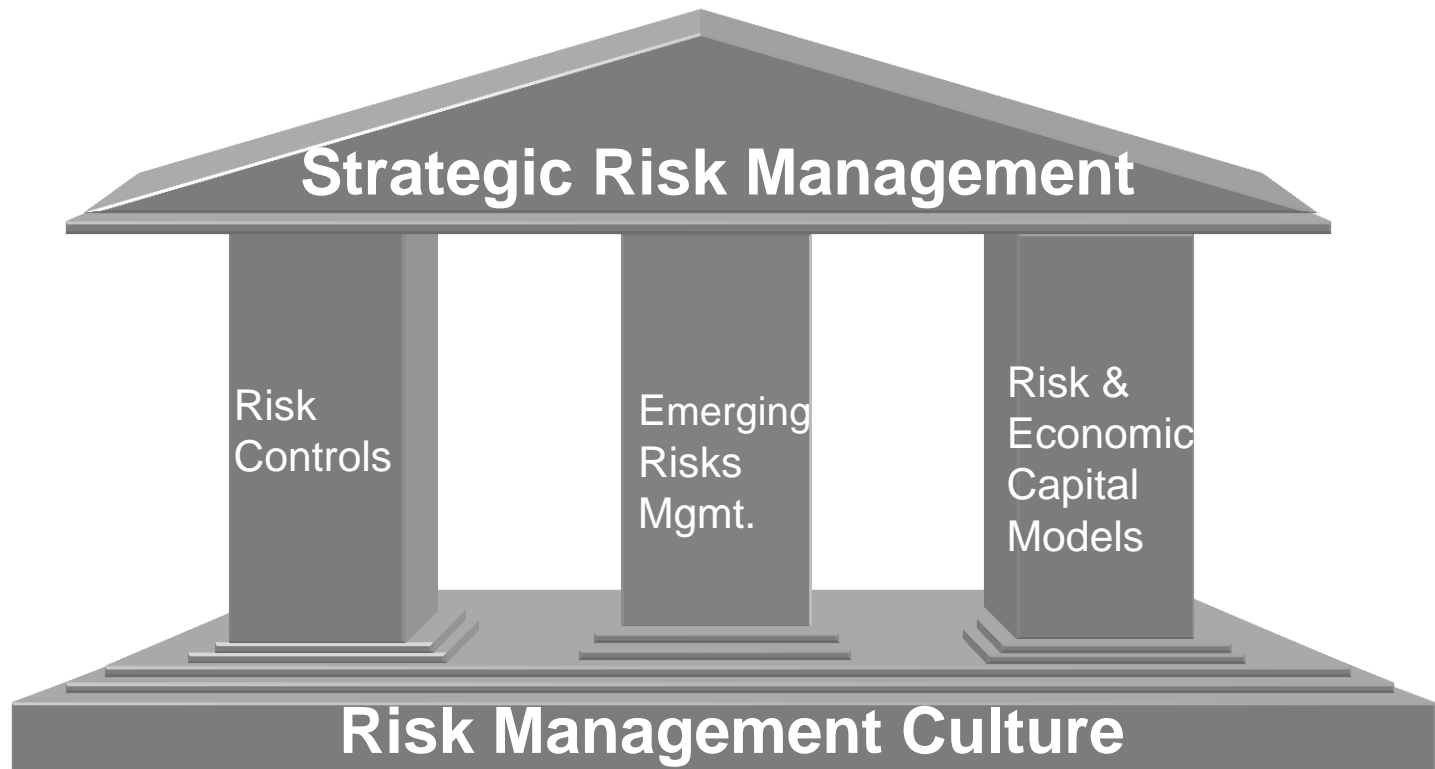 Strategic Risk Management
Risk
Controls
Emerging
Risks
Mgmt.
Risk &
Economic
Capital
Models
Risk Management Culture